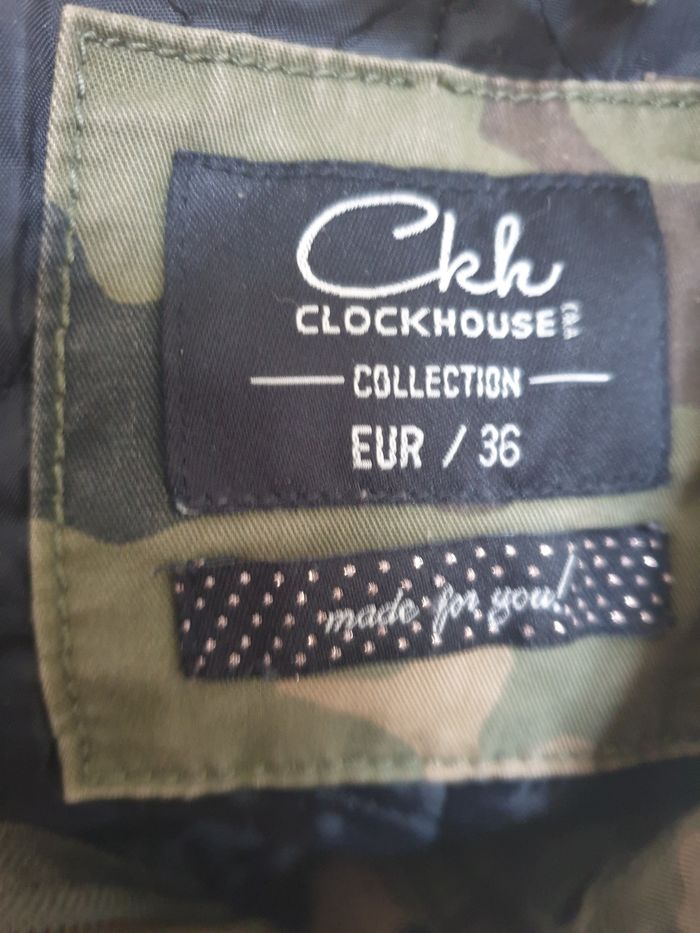 Ckh
CLOCKHOUSE
COLLECTION
EUR / 36
made for you!